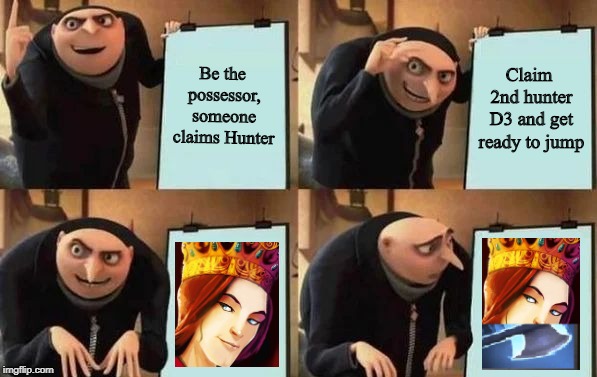 Be the
possessor,
someone
claims Hunter
Claim
2nd hunter
D3 and get
ready to jump
imgflip.com